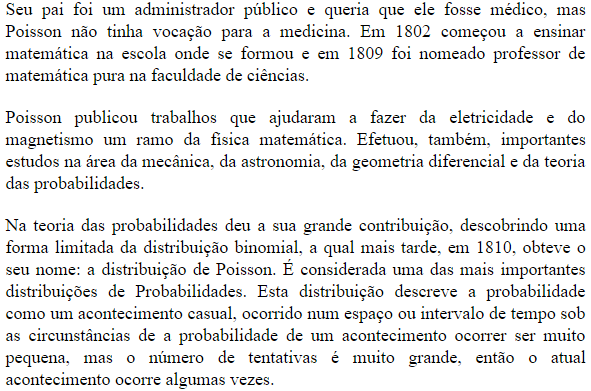 Seu pai foi um administrador público e queria que ele fosse médico, mas
Poisson não tinha vocação para a medicina. Em 1802 começou a ensinar
matemática na escola onde se formou e em 1809 foi nomeado professor de
matemática pura na faculdade de ciências.
Poisson publicou trabalhos que ajudaram a fazer da eletricidade e do
magnetismo um ramo da física matemática. Efetuou, também, importantes
estudos na área da mecânica, da astronomia, da geometria diferencial e da teoria
das probabilidades.
Na teoria das probabilidades deu a sua grande contribuição, descobrindo uma
forma limitada da distribuição binomial, a qual mais tarde, em 1810, obteve o
seu nome: a distribuição de Poisson. É considerada uma das mais importantes
distribuições de Probabilidades. Esta distribuição descreve a probabilidade
como um acontecimento casual, ocorrido num espaço ou intervalo de tempo sob
as circunstâncias de a probabilidade de um acontecimento ocorrer ser muito
pequena, mas o número de tentativas é muito grande, então o atual
acontecimento ocorre algumas vezes.